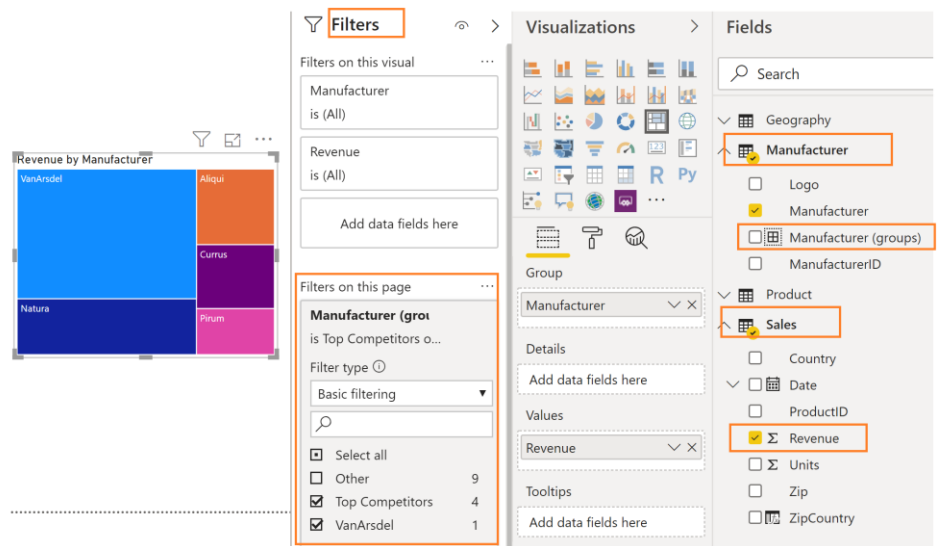 Revenue by Manufacturer
VanArsdel
Aliqui
Currus
Natura
Pirum
Filters
Filters on this visual
Manufacturer
is (All)
Revenue
is (All)
Add data fields here
Filters on this page
Manufacturer (grou
is Top Competitors o...
Filter type
Basic filtering
Select all
Other 9
Top Competitors 4
VanArsdel 1
Visualizations
123
R Py
Group
Manufacturer
Details
Add data fields here
Values
Revenue
Tooltips
Add data fields here
Fields
Search
Geography
Manufacturer
Logo
Manufacturer
Manufacturer (groups)
ManufacturerID
Product
Sales
Country
Date
ProductID
Σ Revenue
Σ Units
Zip
ZipCountry